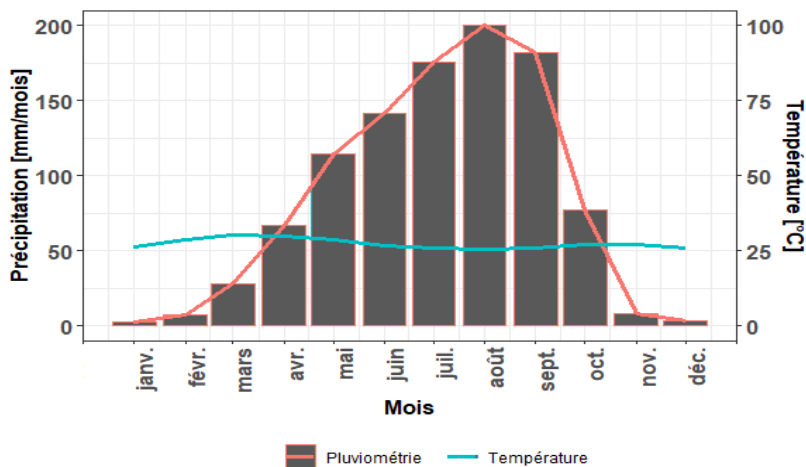 200
150
100
50
0
Précipitation [mm/mois]
100
75
50
25
0
Température [°C]
janv.
févr.
mars
avr.
mai
juin
juil.
août
sept.
oct.
nov.
déc.
Mois
Pluviométrie
Température